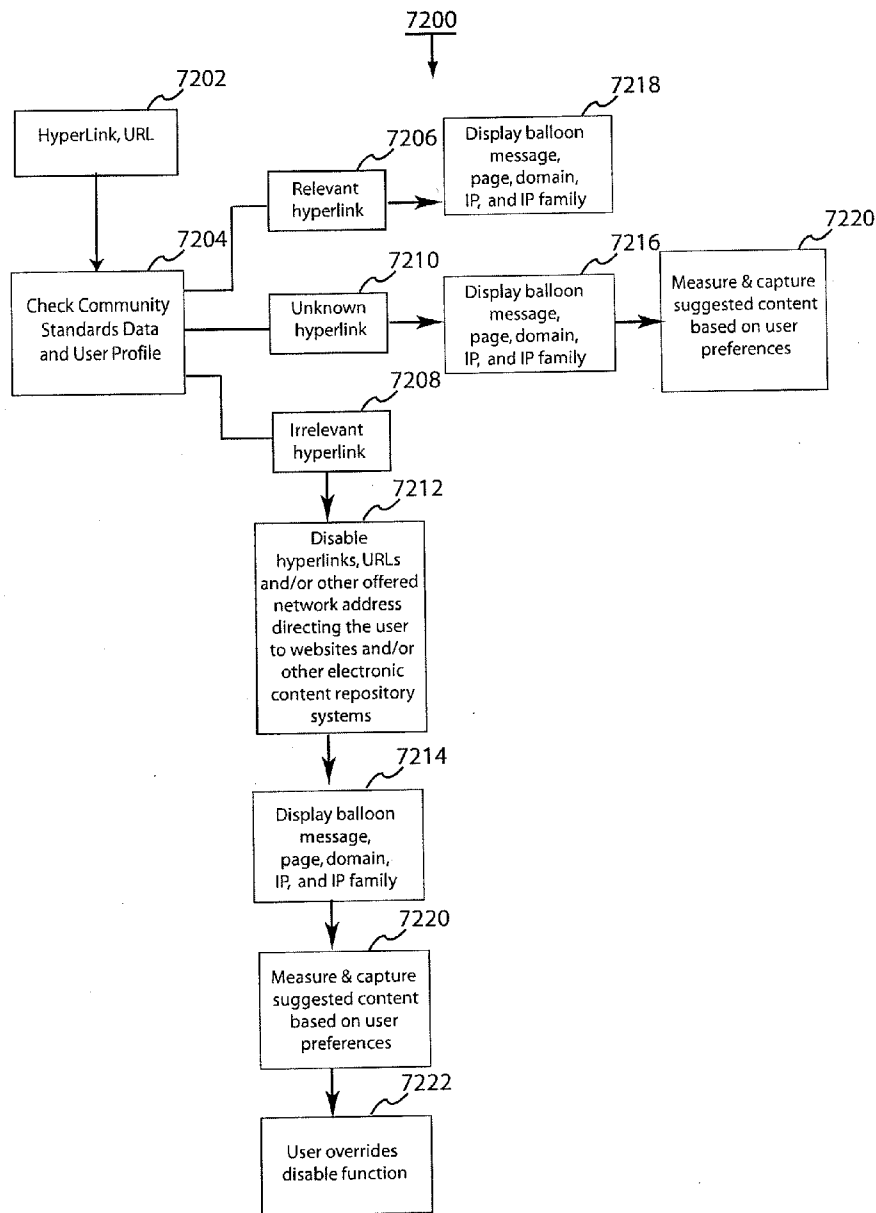 7200
7202
HyperLink, URL
7204
Check Community
Standards Data
and User Profile
7206
Relevant
hyperlink
7218
Display balloon
message,
page, domain,
IP, and IP family
7210
Unknown
hyperlink
7216
Display balloon
message,
page, domain,
IP, and IP family
7220
Measure & capture
suggested content
based on user
preferences
7208
Irrelevant
hyperlink
7212
Disable
hyperlinks, URLs
and/or other offered
network address
directing the user
to websites and/or
other electronic
content repository
systems
7214
Display balloon
message,
page, domain,
IP, and IP family
7220
Measure & capture
suggested content
based on user
preferences
7222
User overrides
disable function